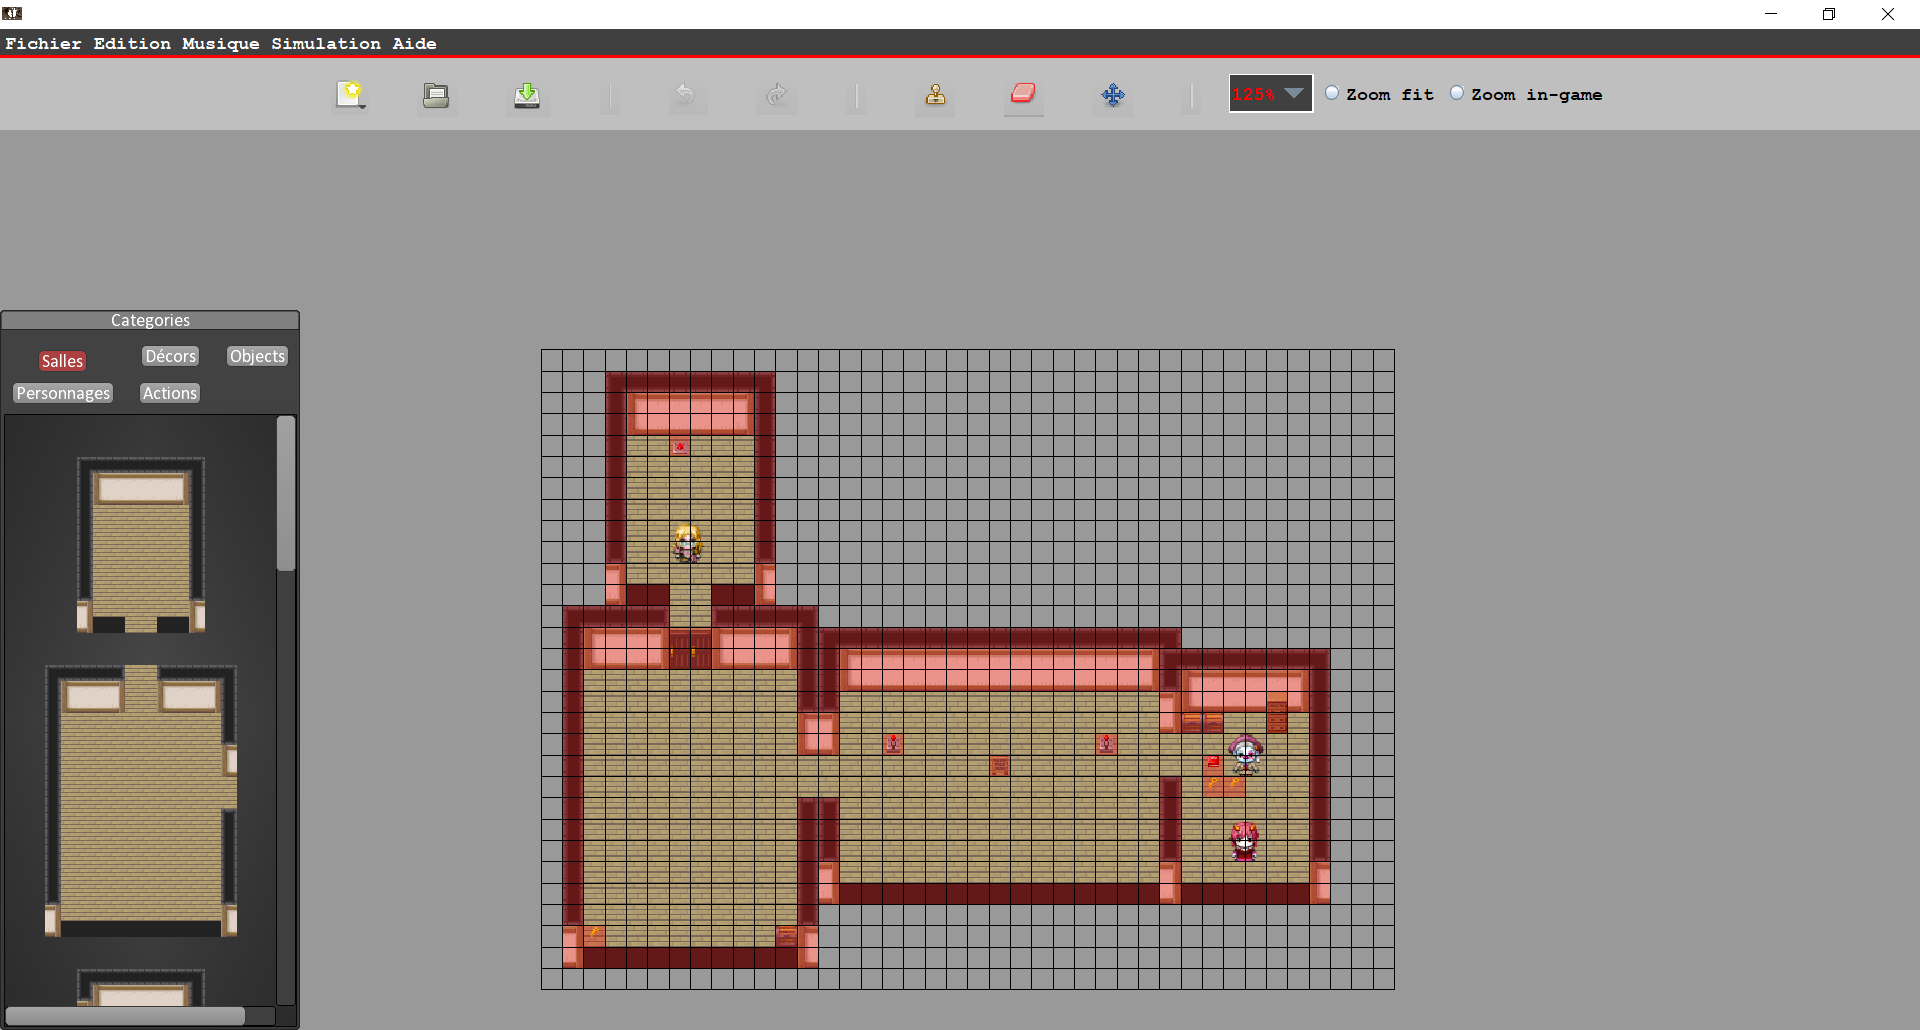 Fichier Edition Musique Simulation Aide
125% Zoom fit Zoom in-game
Categories
Salles Décors Objects
Personnages Actions